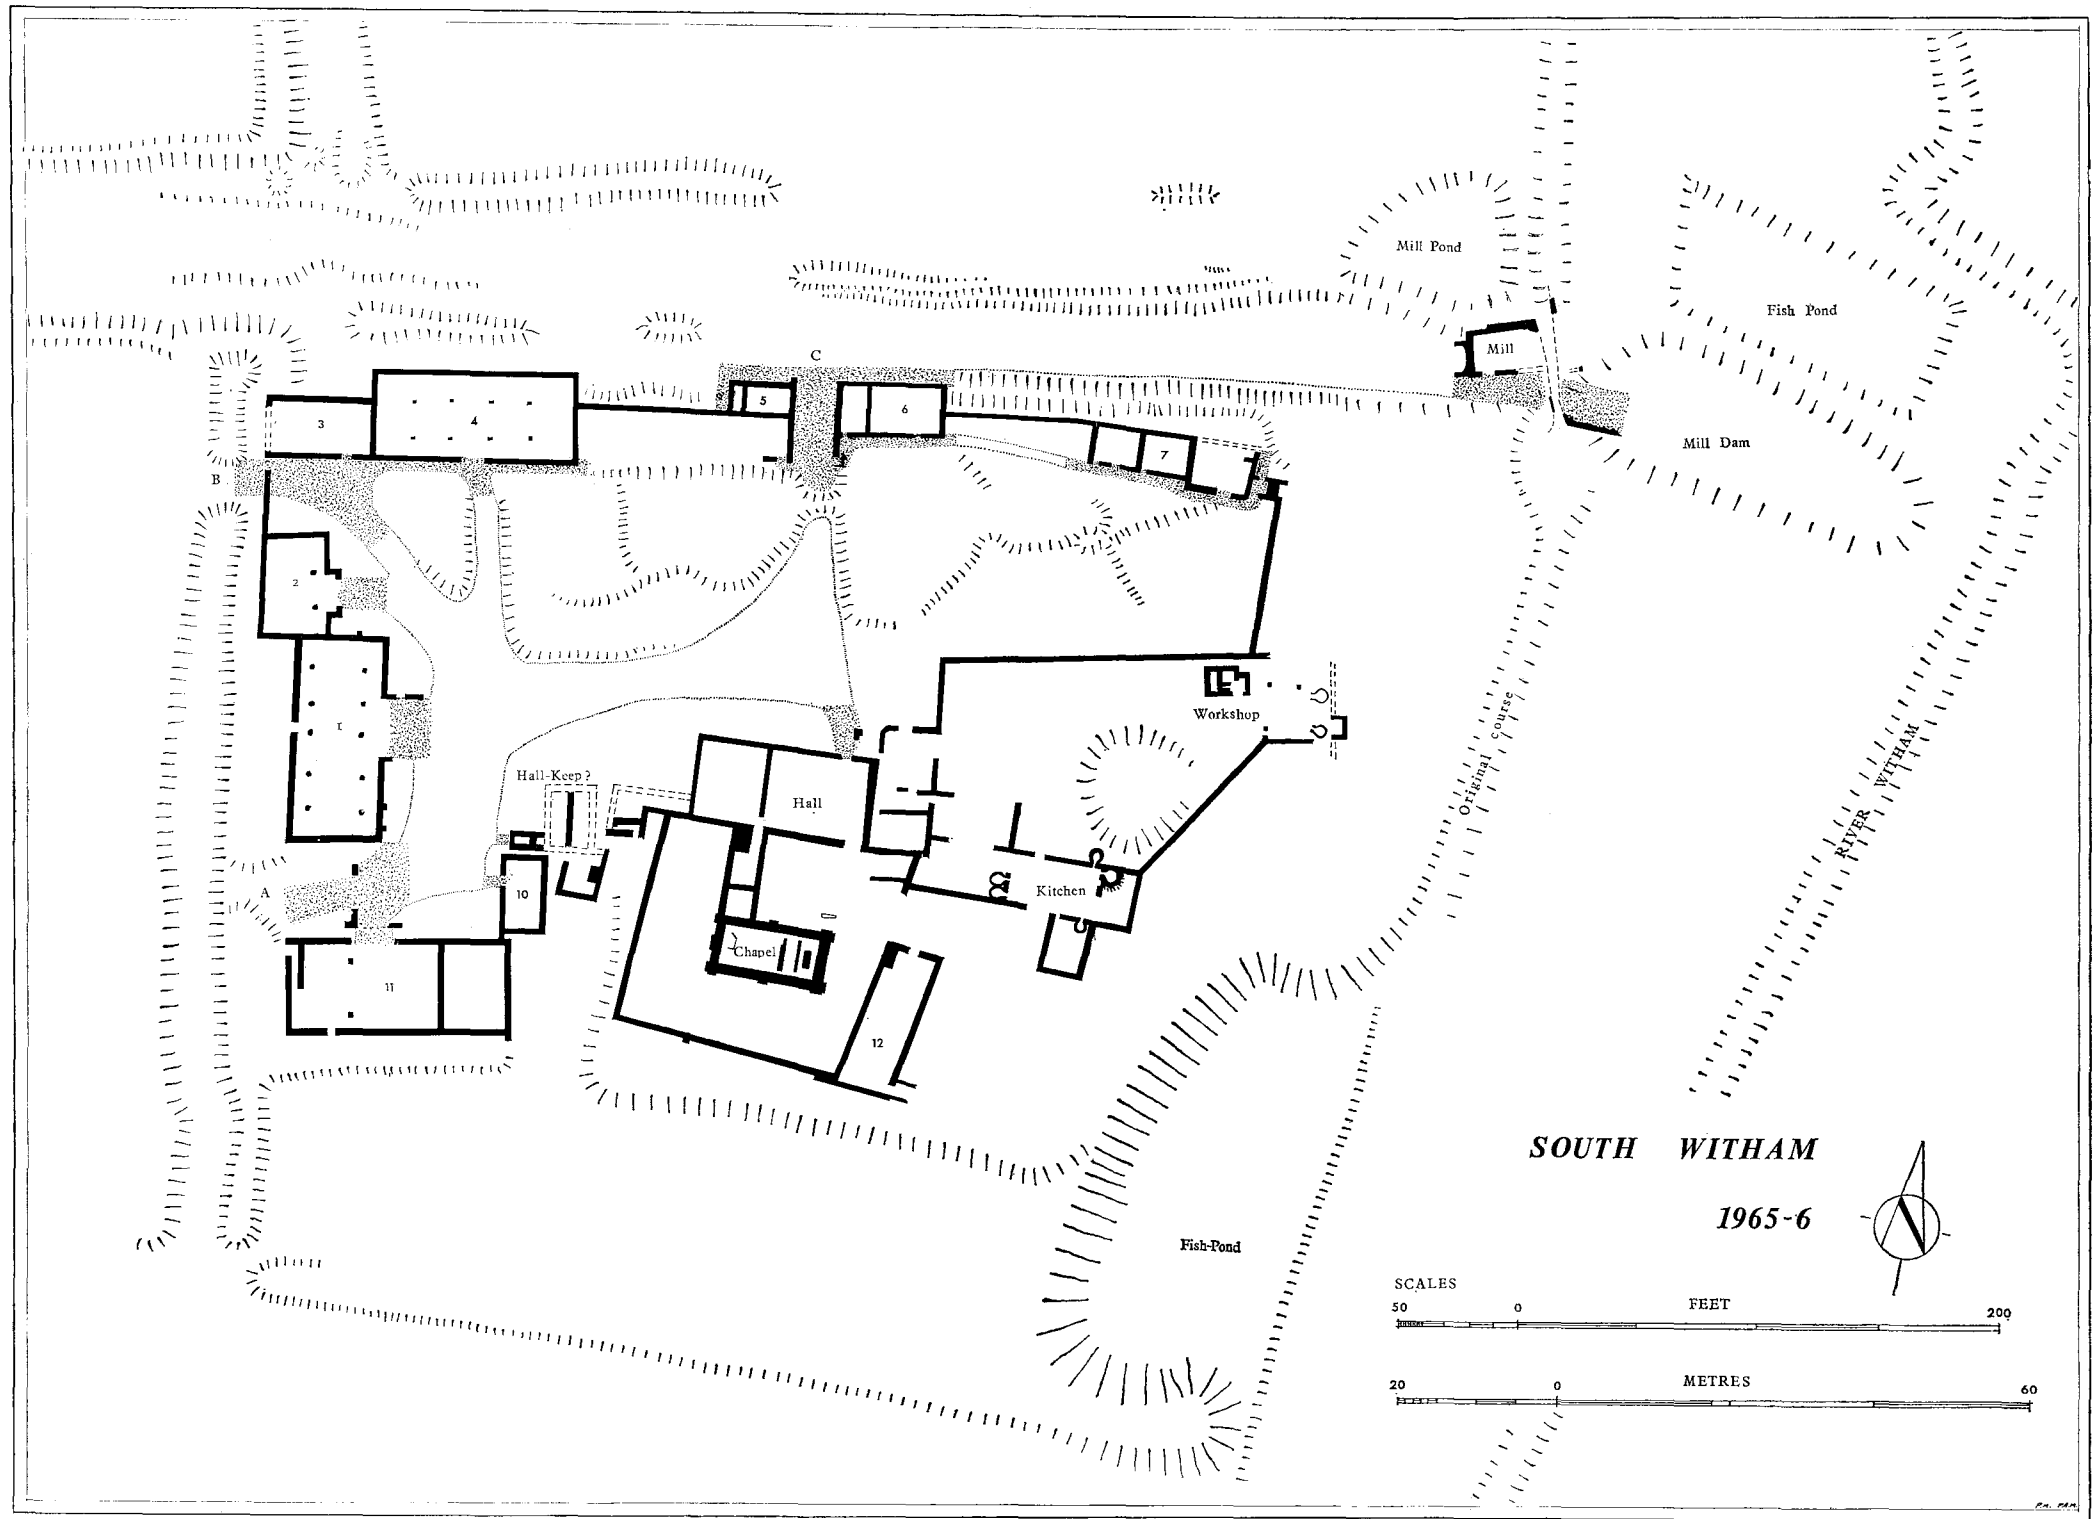 Mill Pond
Fish Pond
Mill
C
5
6
3
4
Mill Dam
7
B
2
Workshop
1
Original course
RIVER WITHAM
Hall-Keep?
Hall
A
10
Kitchen
Chapel
11
12
SOUTH WITHAM
1965-6
Fish-Pond
SCALES
50 0 FEET 200
20 0 METRES 60